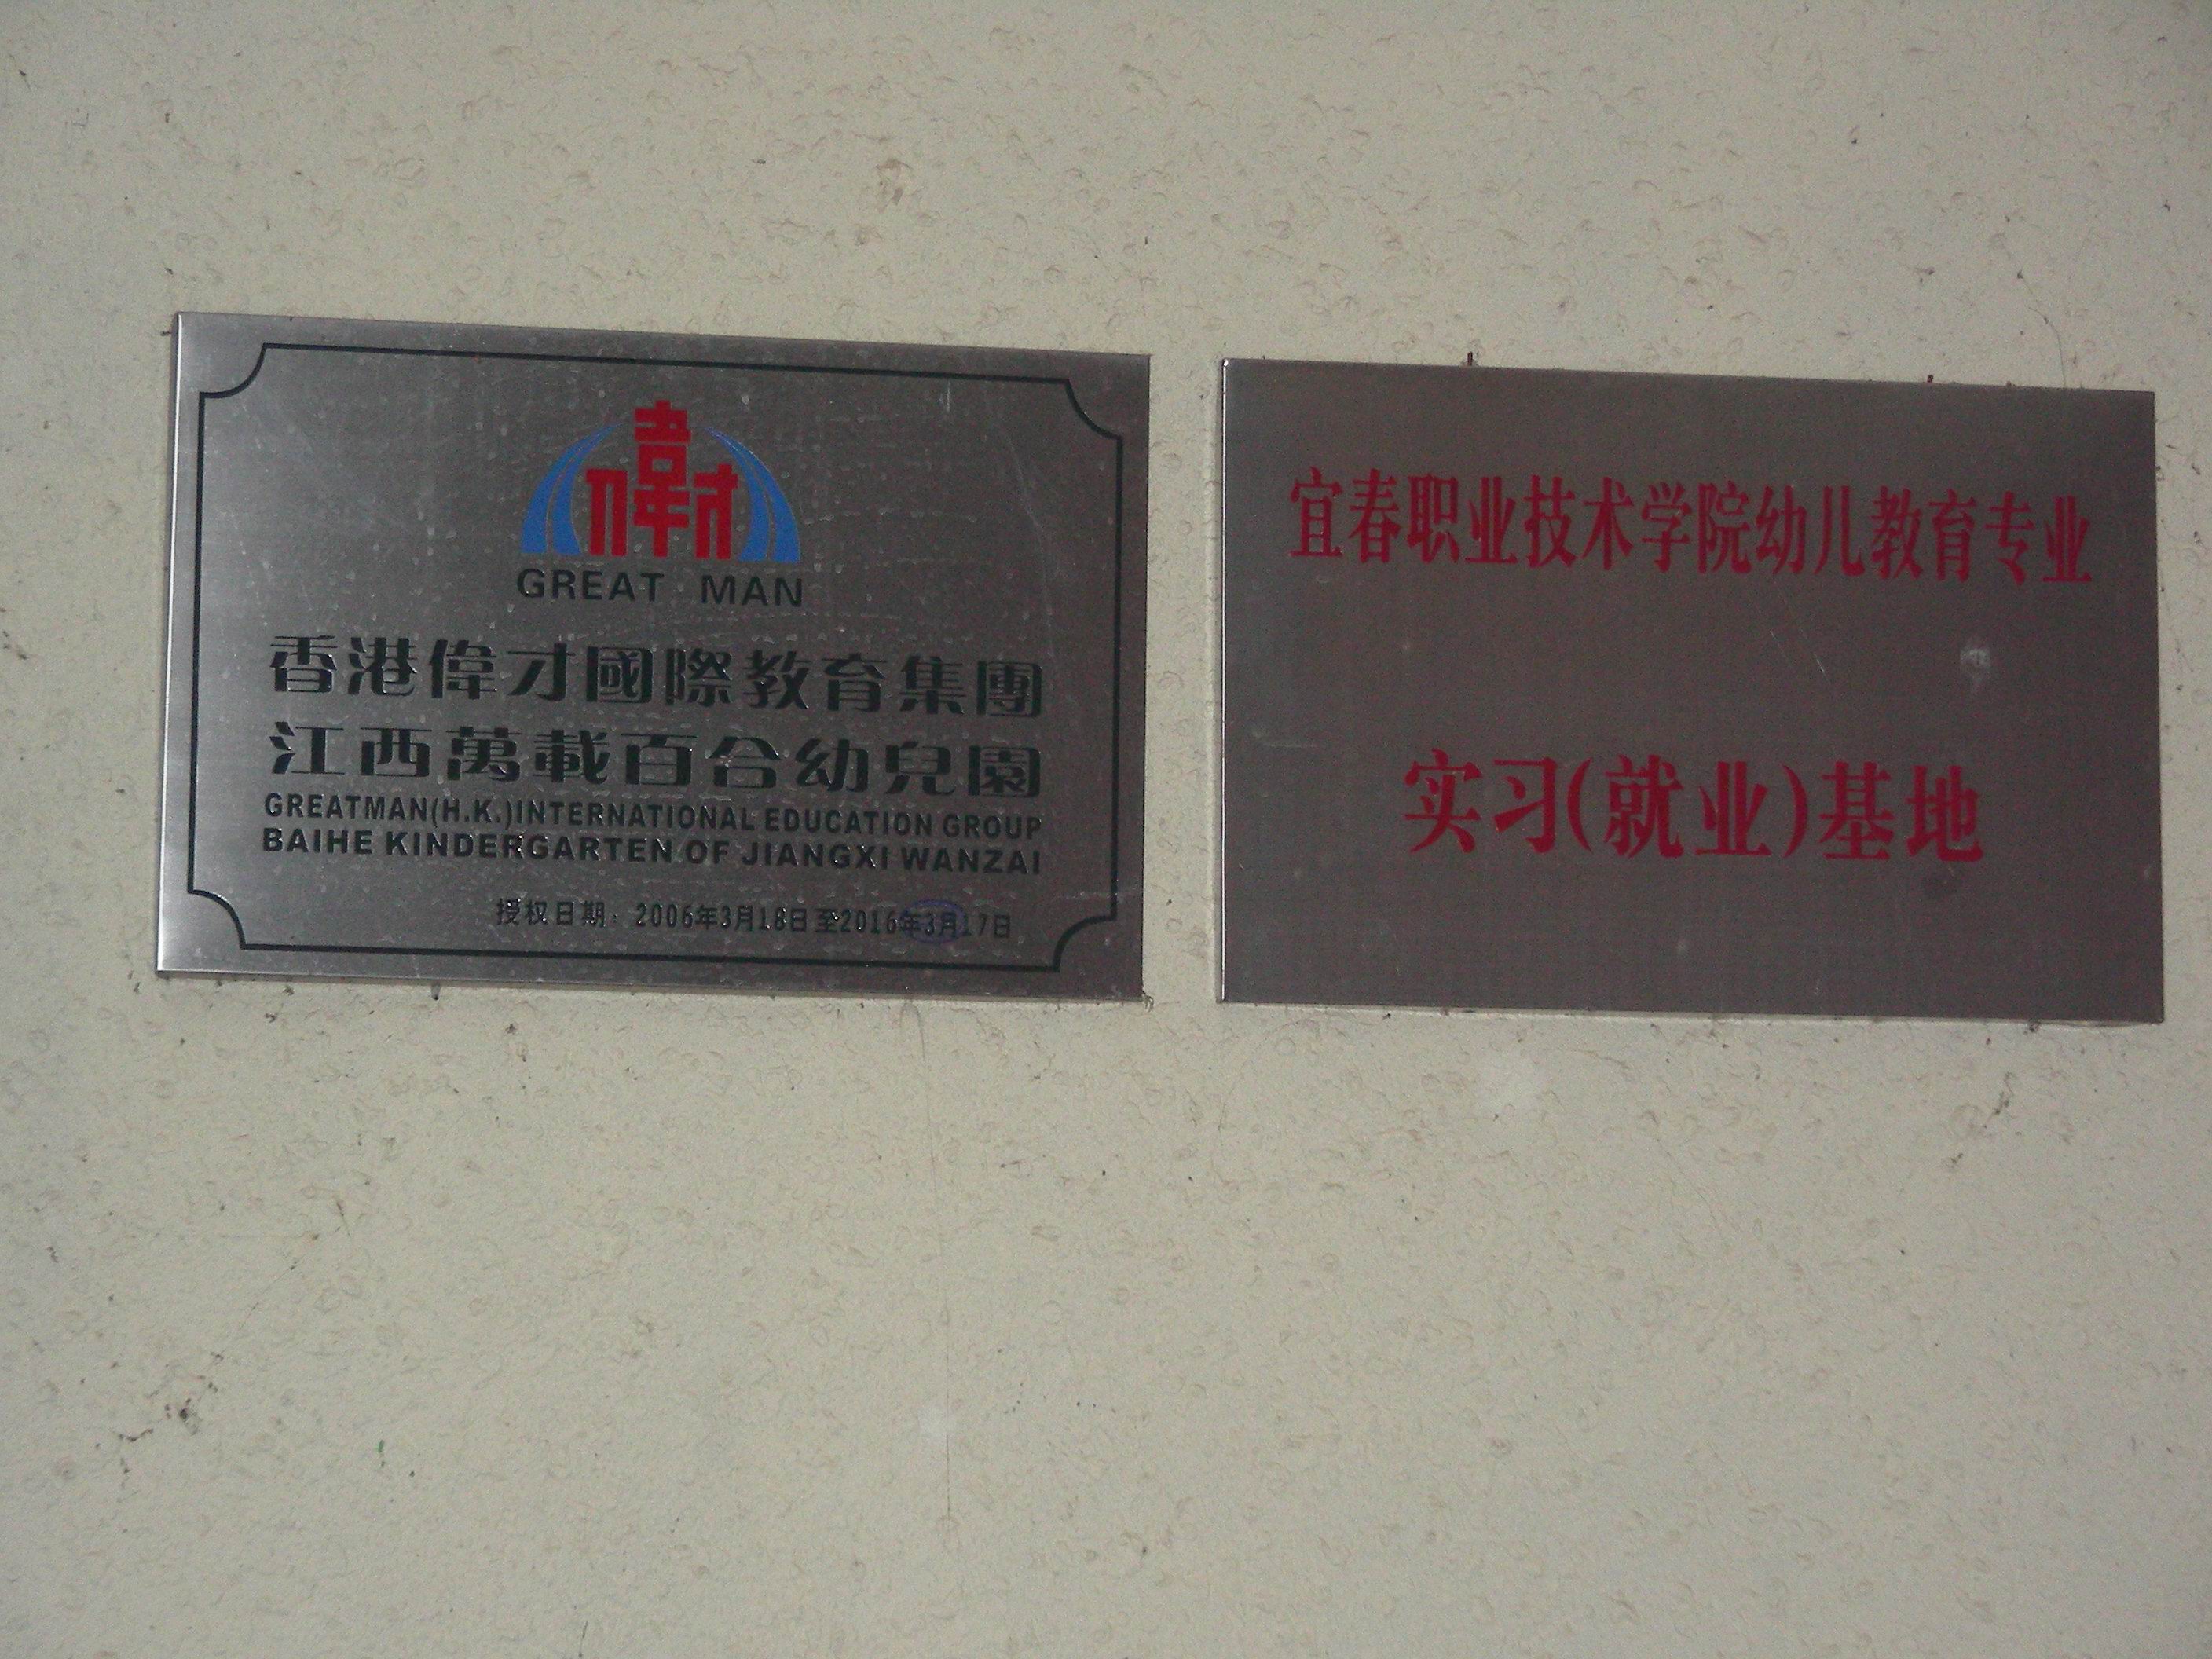 偉才
GREAT MAN
香港偉才國際教育集團
江西萬載百合幼兒園
GREATMAN(H.K.)INTERNATIONAL EDUCATION GROUP
BAIHE KINDERGARTEN OF JIANGXI WANZAI
授权日期：2006年3月18日至2016年3月17日
宜春职业技术学院幼儿教育专业
实习(就业)基地